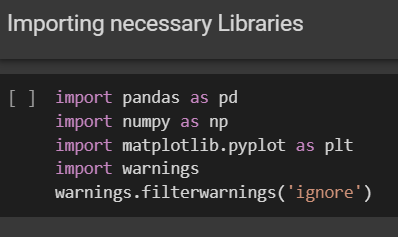 Importing necessary Libraries
[ ] import pandas as pd
import numpy as np
import matplotlib.pyplot as plt
import warnings
warnings.filterwarnings('ignore')